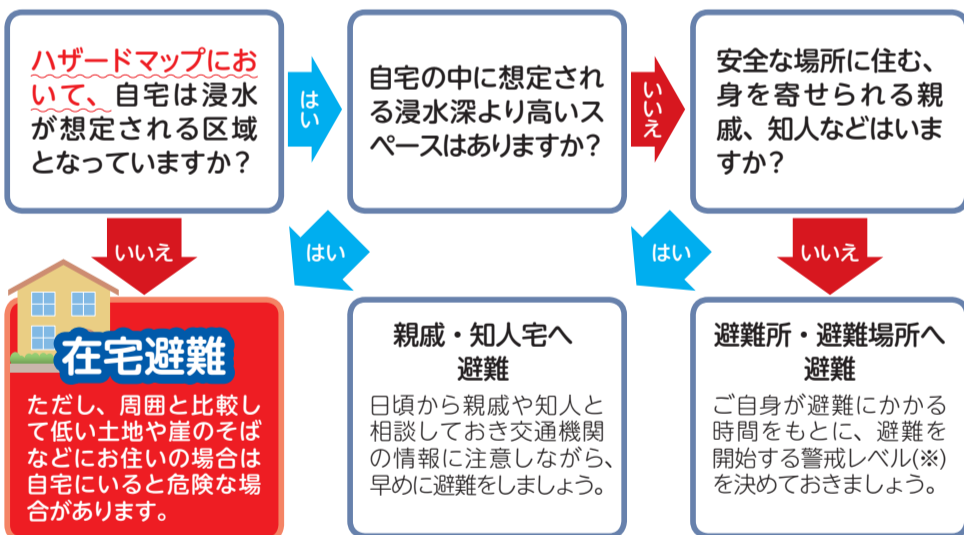 ハザードマップにお
いて、自宅は浸水
が想定される区域
となっていますか？
はい
自宅の中に想定され
る浸水深より高いス
ペースはありますか？
いいえ
安全な場所に住む、
身を寄せられる親
戚、知人などはいま
すか？
いいえ
はい
はい
いいえ
在宅避難
ただし、周囲と比較し
て低い土地や崖のそば
などにお住いの場合は
自宅にいると危険な場
合があります。
親戚・知人宅へ
避難
日頃から親戚や知人と
相談しておき交通機関
の情報に注意しながら、
早めに避難をしましょう。
避難所・避難場所へ
避難
ご自身が避難にかかる
時間をもとに、避難を
開始する警戒レベル(※)
を決めておきましょう。